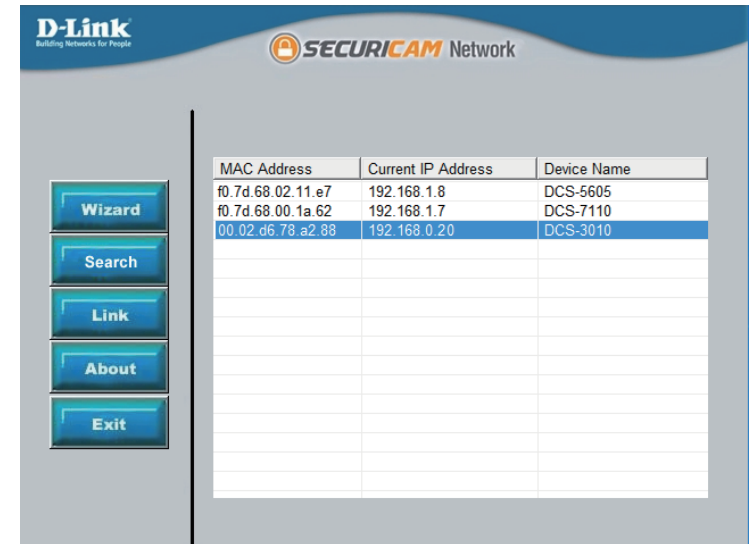 D-Link
Building Networks for People
SECURICAM Network
MAC Address Current IP Address Device Name
f0.7d.68.02.11.e7 192.168.1.8 DCS-5605
f0.7d.68.00.1a.62 192.168.1.7 DCS-7110
00.02.d6.78.a2.88 192.168.0.20 DCS-3010
Wizard
Search
Link
About
Exit